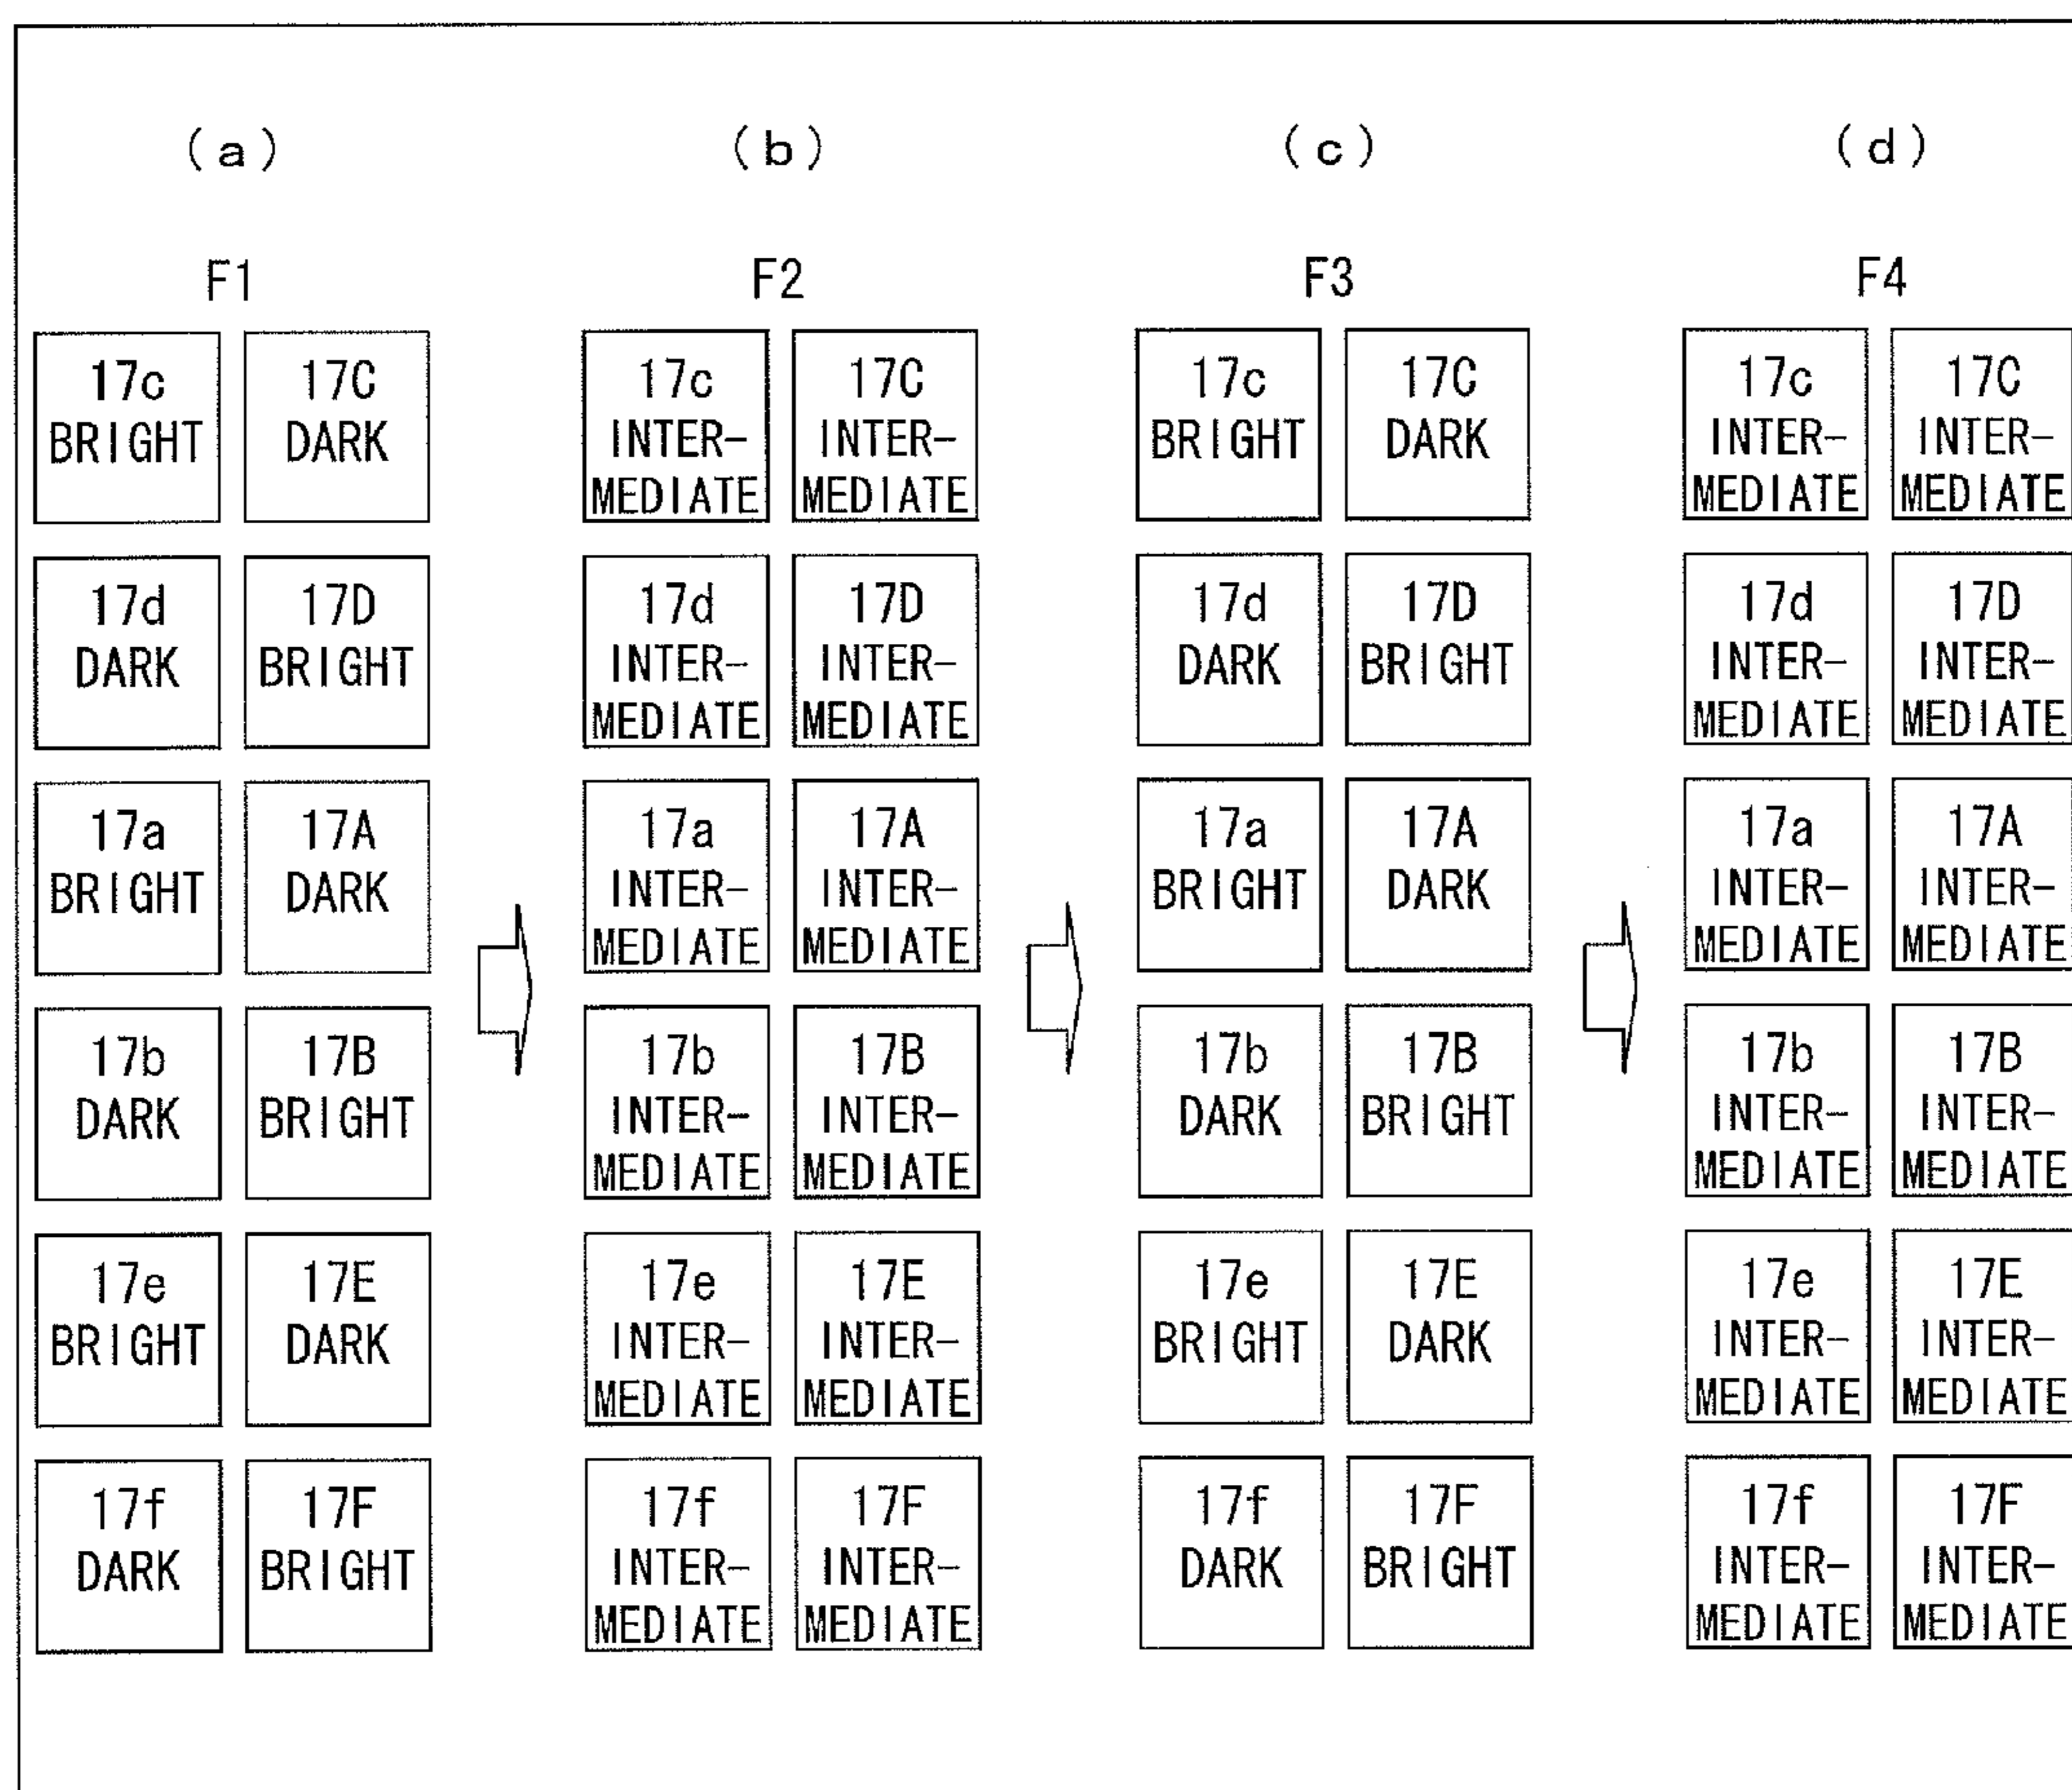 (a)
(b)
(c)
(d)
F1
F2
F3
F4
17c
BRIGHT
17C
DARK
17d
DARK
17D
BRIGHT
17a
BRIGHT
17A
DARK
17b
DARK
17B
BRIGHT
17e
BRIGHT
17E
DARK
17f
DARK
17F
BRIGHT
17c
INTER-
MEDIATE
17C
INTER-
MEDIATE
17d
INTER-
MEDIATE
17D
INTER-
MEDIATE
17a
INTER-
MEDIATE
17A
INTER-
MEDIATE
17b
INTER-
MEDIATE
17B
INTER-
MEDIATE
17e
INTER-
MEDIATE
17E
INTER-
MEDIATE
17f
INTER-
MEDIATE
17F
INTER-
MEDIATE
17c
BRIGHT
17C
DARK
17d
DARK
17D
BRIGHT
17a
BRIGHT
17A
DARK
17b
DARK
17B
BRIGHT
17e
BRIGHT
17E
DARK
17f
DARK
17F
BRIGHT
17c
INTER-
MEDIATE
17C
INTER-
MEDIATE
17d
INTER-
MEDIATE
17D
INTER-
MEDIATE
17a
INTER-
MEDIATE
17A
INTER-
MEDIATE
17b
INTER-
MEDIATE
17B
INTER-
MEDIATE
17e
INTER-
MEDIATE
17E
INTER-
MEDIATE
17f
INTER-
MEDIATE
17F
INTER-
MEDIATE